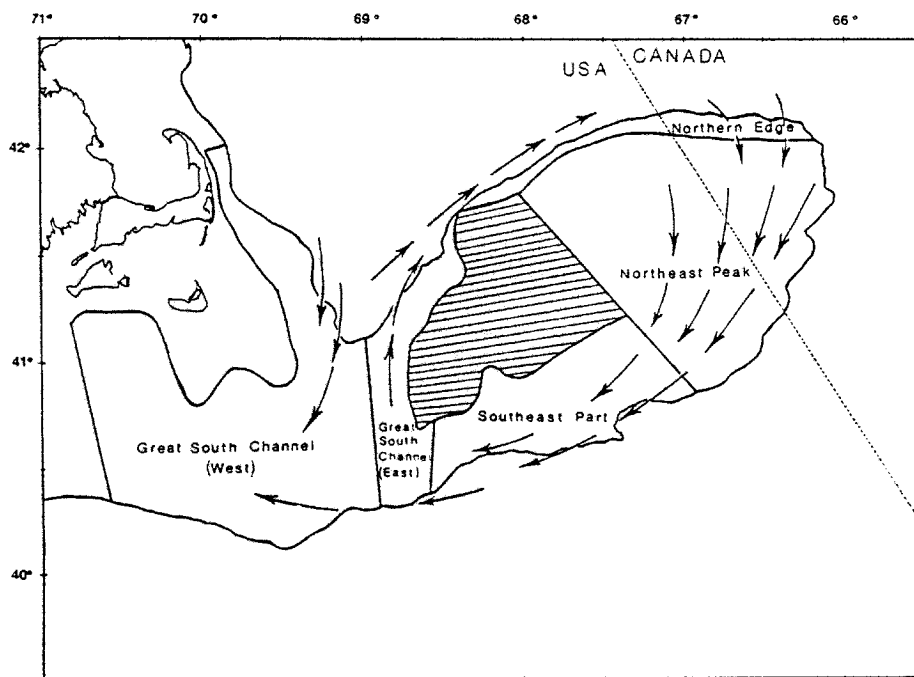 71° 70° 69° 68° 67° 66°
USA CANADA
Northern Edge
42°
Northeast Peak
41°
Southeast Part
Great South Channel
(West)
Great
South
Channel
(East)
40°